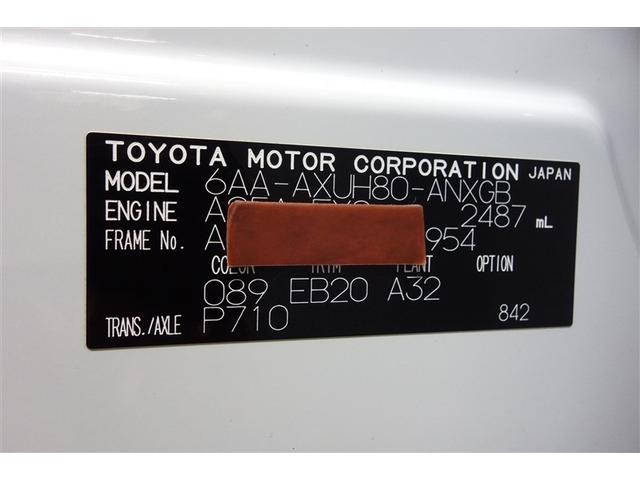 TOYOTA MOTOR CORPORATION JAPAN
MODEL 6AA-AXUH80-ANXGB
ENGINE 2487 mL
FRAME No. A 954
COLOR TRIM PLANT OPTION
089 EB20 A32
TRANS./AXLE P710 842